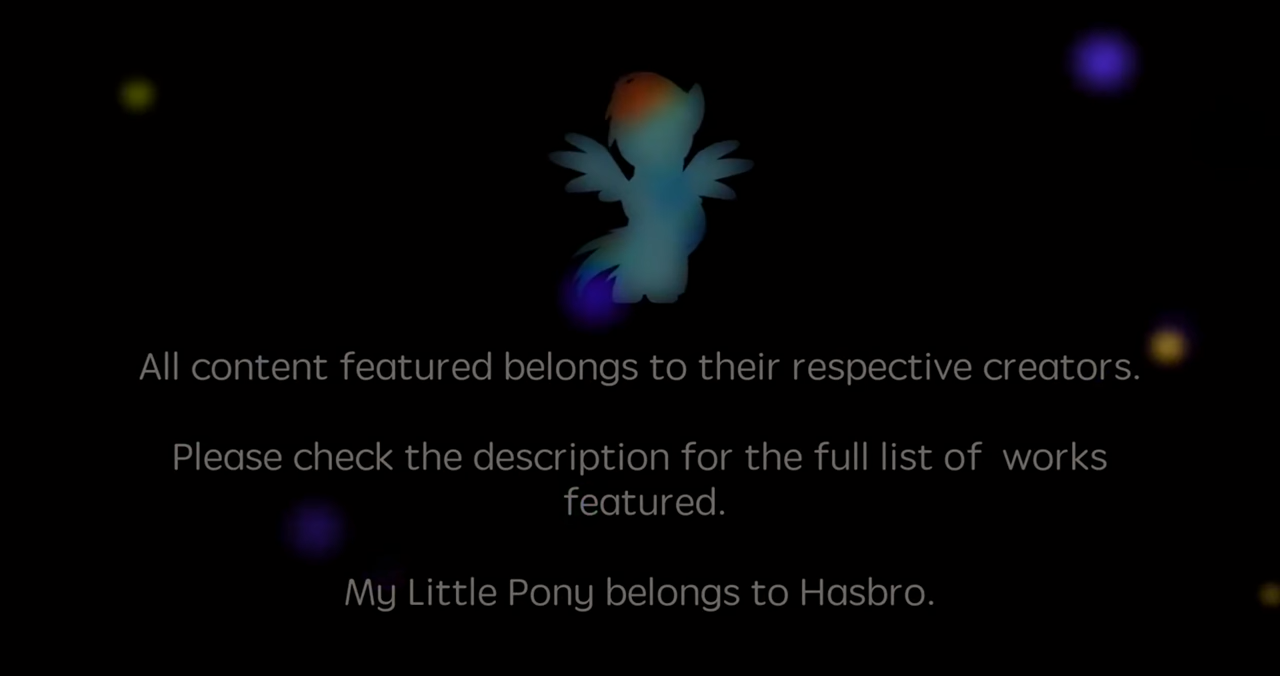 All content featured belongs to their respective creators.
Please check the description for the full list of  works
featured.
My Little Pony belongs to Hasbro.